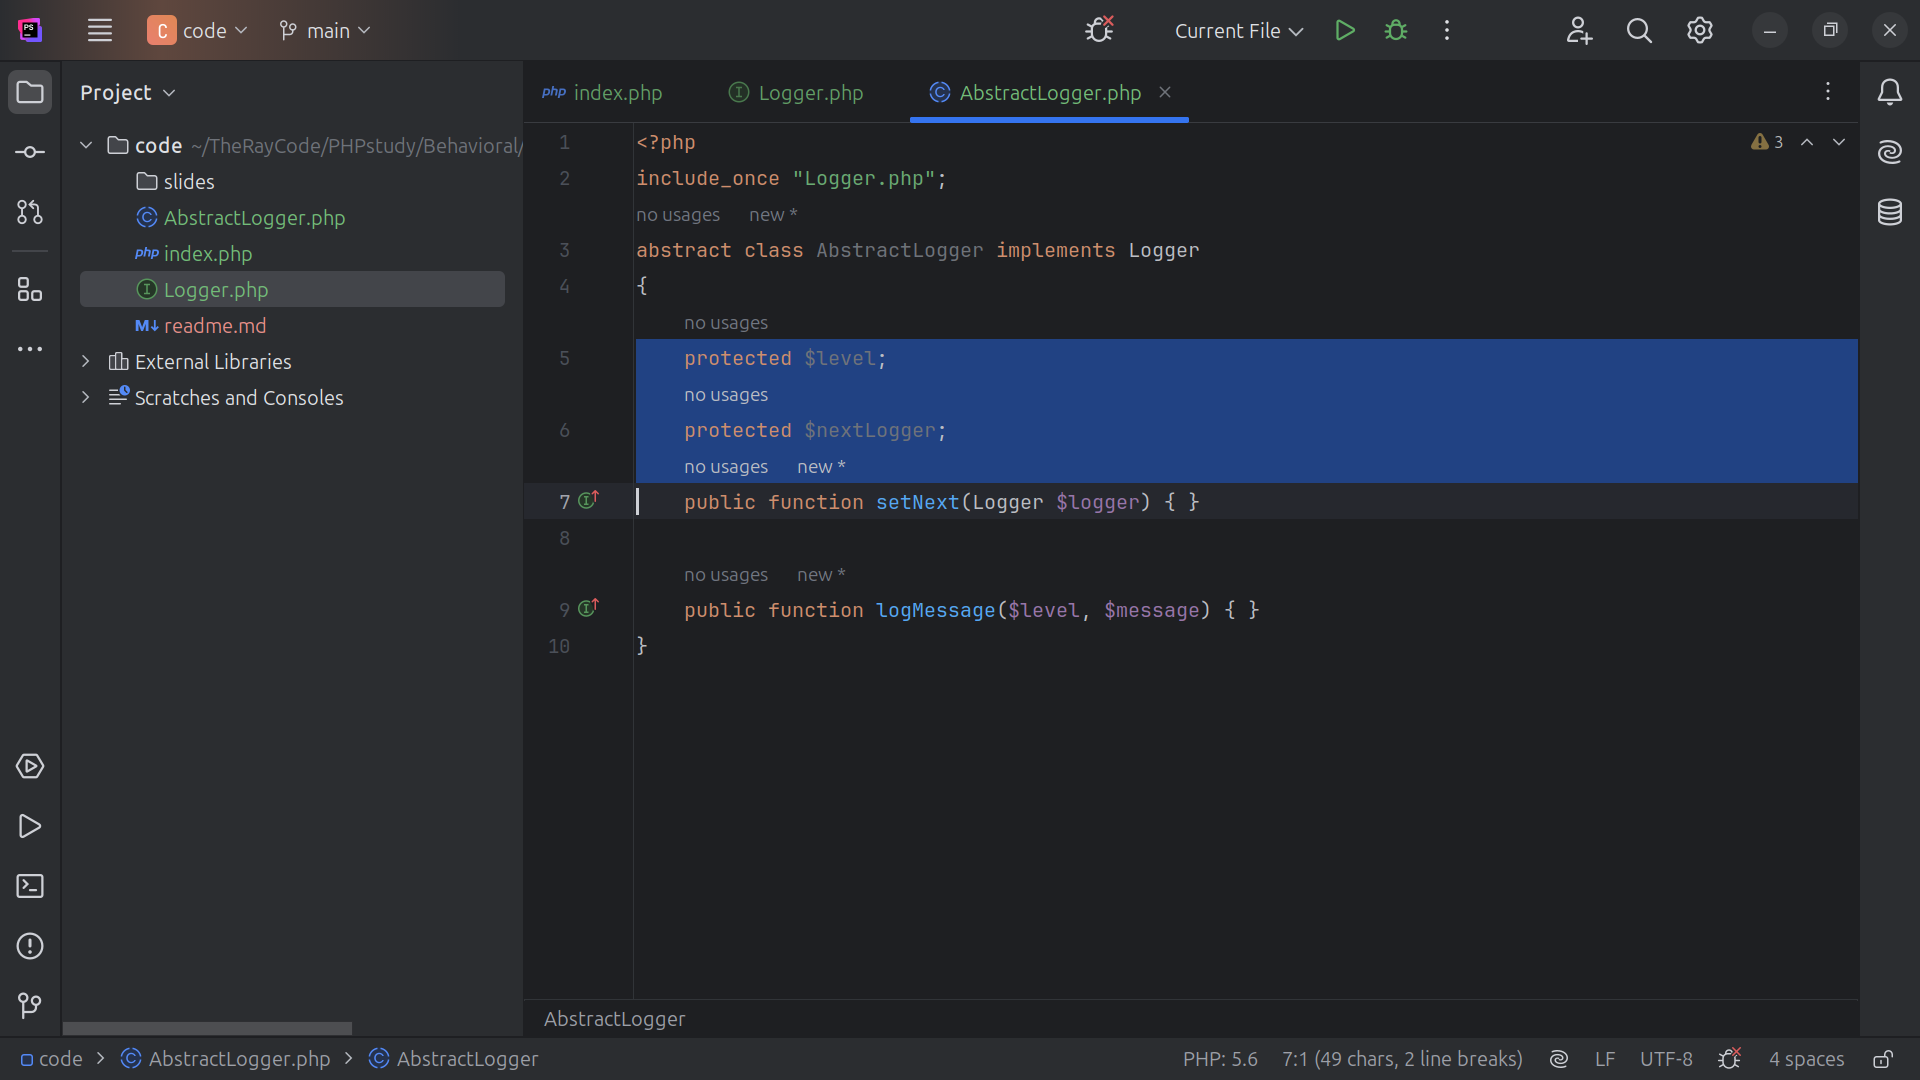 PS
C code main
Current File
Project
code ~/TheRayCode/PHPstudy/Behavioral/
slides
C AbstractLogger.php
php index.php
I Logger.php
M↓ readme.md
External Libraries
Scratches and Consoles
php index.php
I Logger.php
C AbstractLogger.php
3
1 <?php
2 include_once "Logger.php";
no usages new *
3 abstract class AbstractLogger implements Logger
4 {
no usages
5 protected $level;
no usages
6 protected $nextLogger;
no usages new *
7 I public function setNext(Logger $logger) { }
8
no usages new *
9 I public function logMessage($level, $message) { }
10 }
AbstractLogger
code > C AbstractLogger.php > C AbstractLogger
PHP: 5.6 7:1 (49 chars, 2 line breaks) LF UTF-8 4 spaces